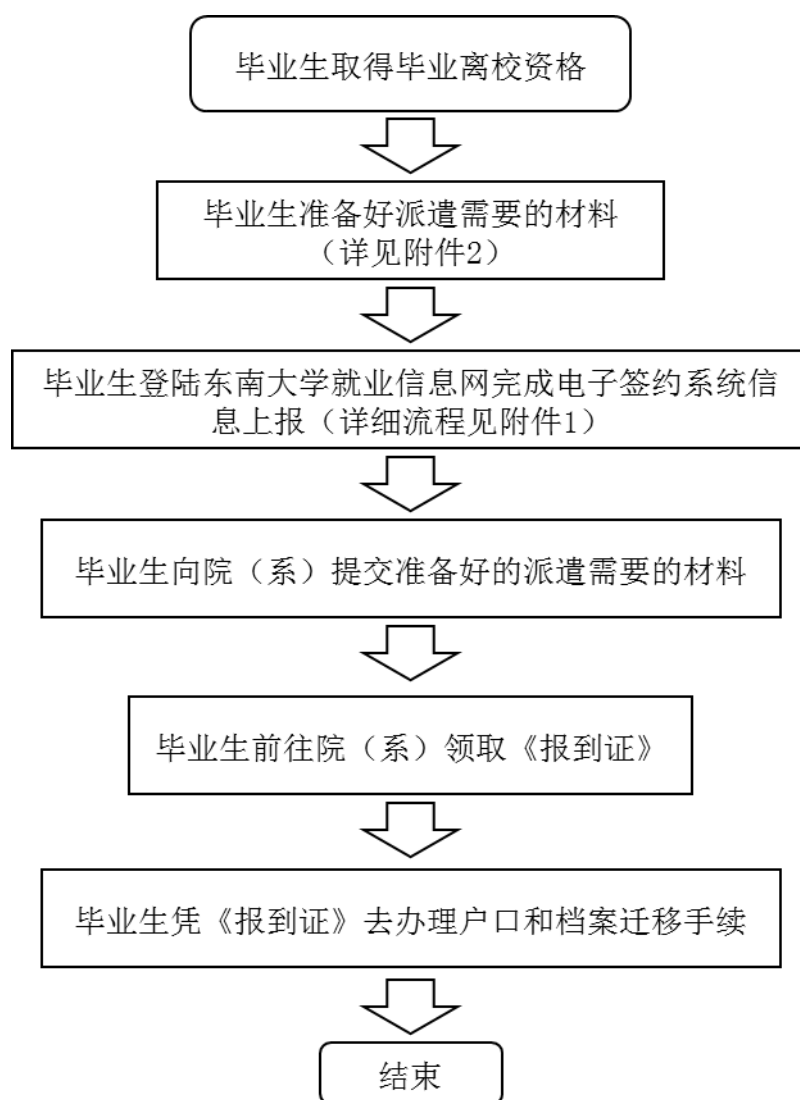 毕业生取得毕业离校资格
毕业生准备好派遣需要的材料
（详见附件2）
毕业生登陆东南大学就业信息网完成电子签约系统信
息上报（详细流程见附件1）
毕业生向院（系）提交准备好的派遣需要的材料
毕业生前往院（系）领取《报到证》
毕业生凭《报到证》去办理户口和档案迁移手续
结束